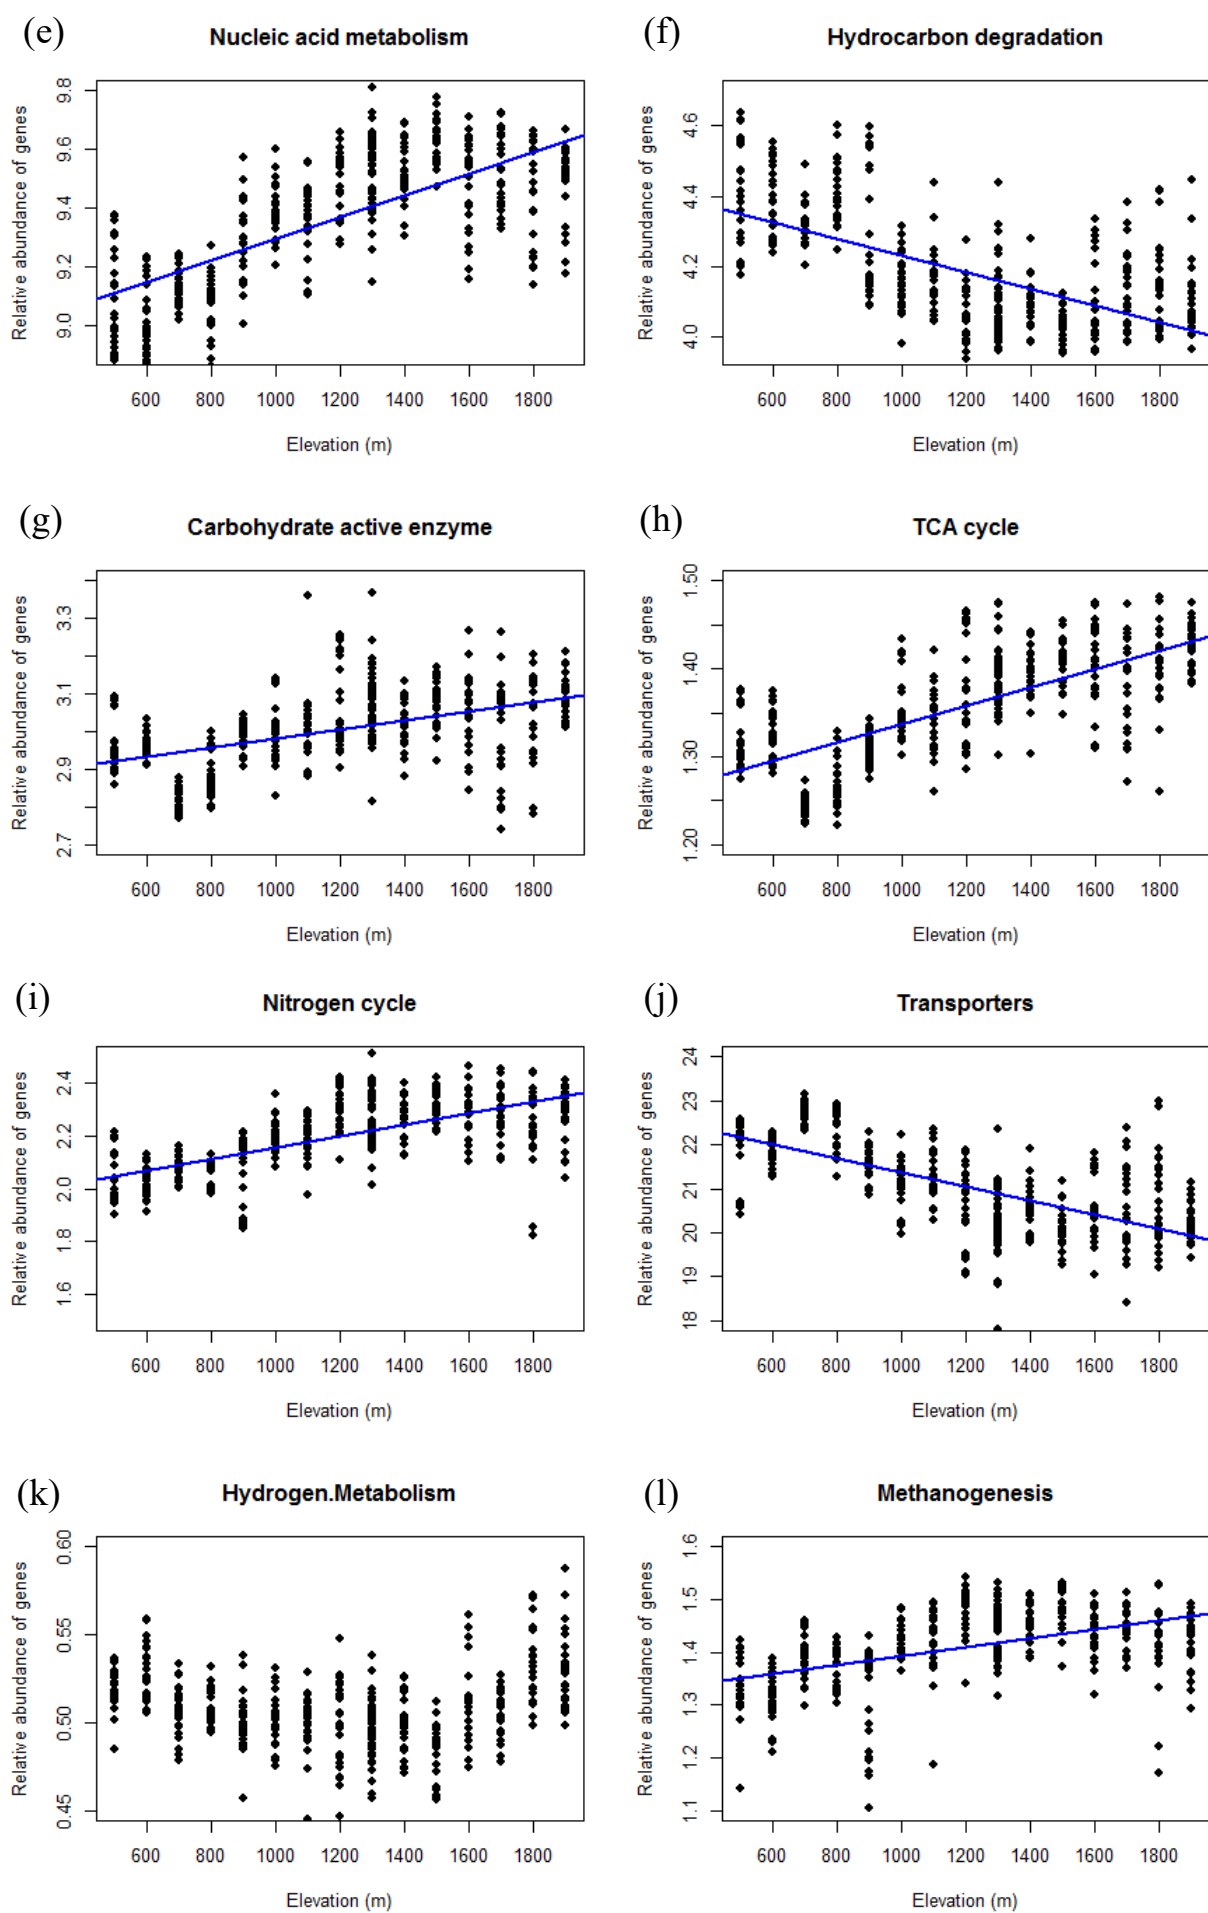 (e) Nucleic acid metabolism
Relative abundance of genes
9.8
9.6
9.4
9.2
9.0
600 800 1000 1200 1400 1600 1800
Elevation (m)
(f) Hydrocarbon degradation
Relative abundance of genes
4.6
4.4
4.2
4.0
600 800 1000 1200 1400 1600 1800
Elevation (m)
(g) Carbohydrate active enzyme
Relative abundance of genes
3.3
3.1
2.9
2.7
600 800 1000 1200 1400 1600 1800
Elevation (m)
(h) TCA cycle
Relative abundance of genes
1.50
1.40
1.30
1.20
600 800 1000 1200 1400 1600 1800
Elevation (m)
(i) Nitrogen cycle
Relative abundance of genes
2.4
2.2
2.0
1.8
1.6
600 800 1000 1200 1400 1600 1800
Elevation (m)
(j) Transporters
Relative abundance of genes
24
23
22
21
20
19
18
600 800 1000 1200 1400 1600 1800
Elevation (m)
(k) Hydrogen.Metabolism
Relative abundance of genes
0.60
0.55
0.50
0.45
600 800 1000 1200 1400 1600 1800
Elevation (m)
(l) Methanogenesis
Relative abundance of genes
1.6
1.5
1.4
1.3
1.2
1.1
600 800 1000 1200 1400 1600 1800
Elevation (m)